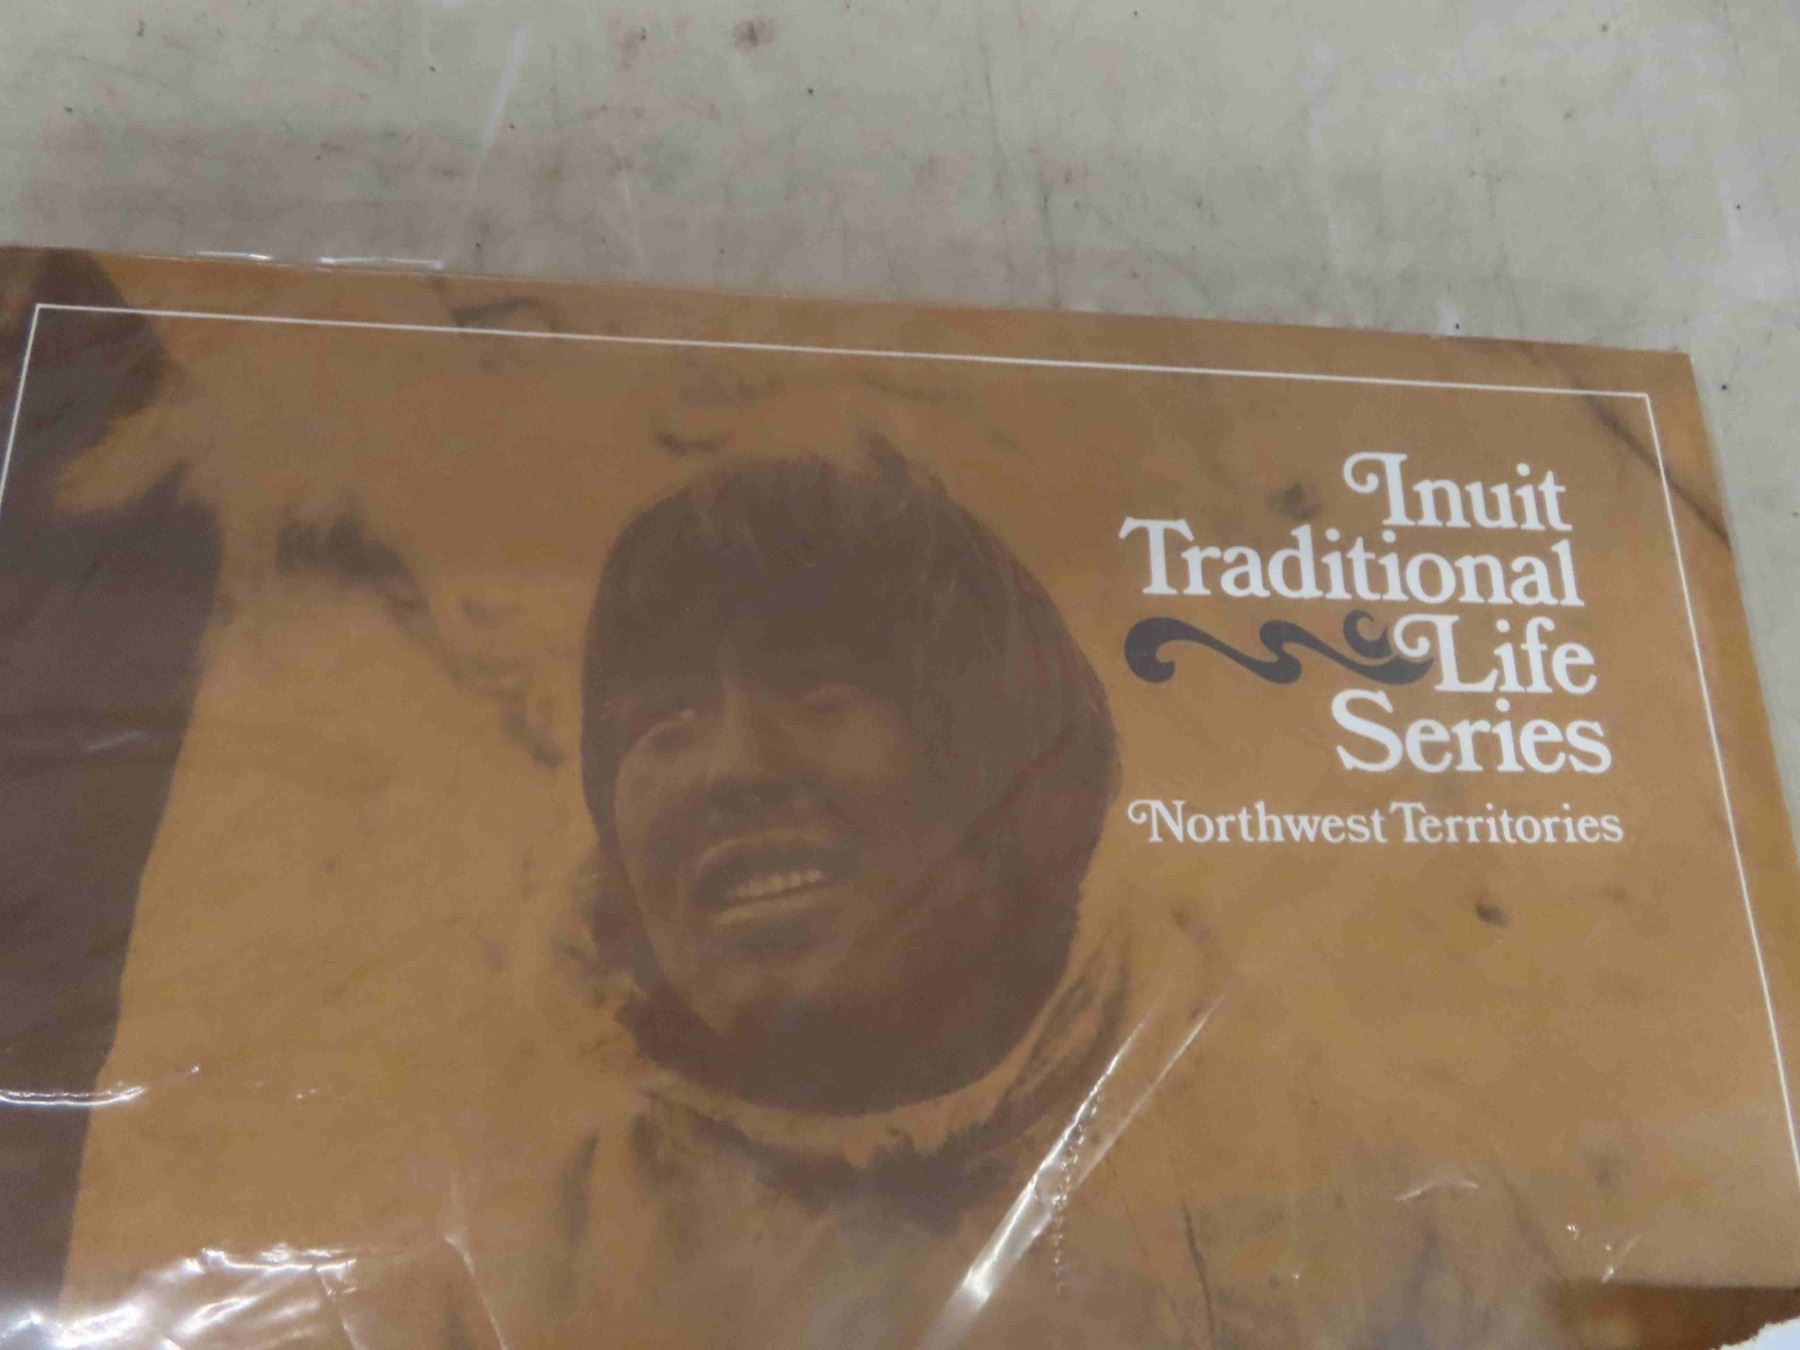 Inuit
Traditional
Life
Series
Northwest Territories